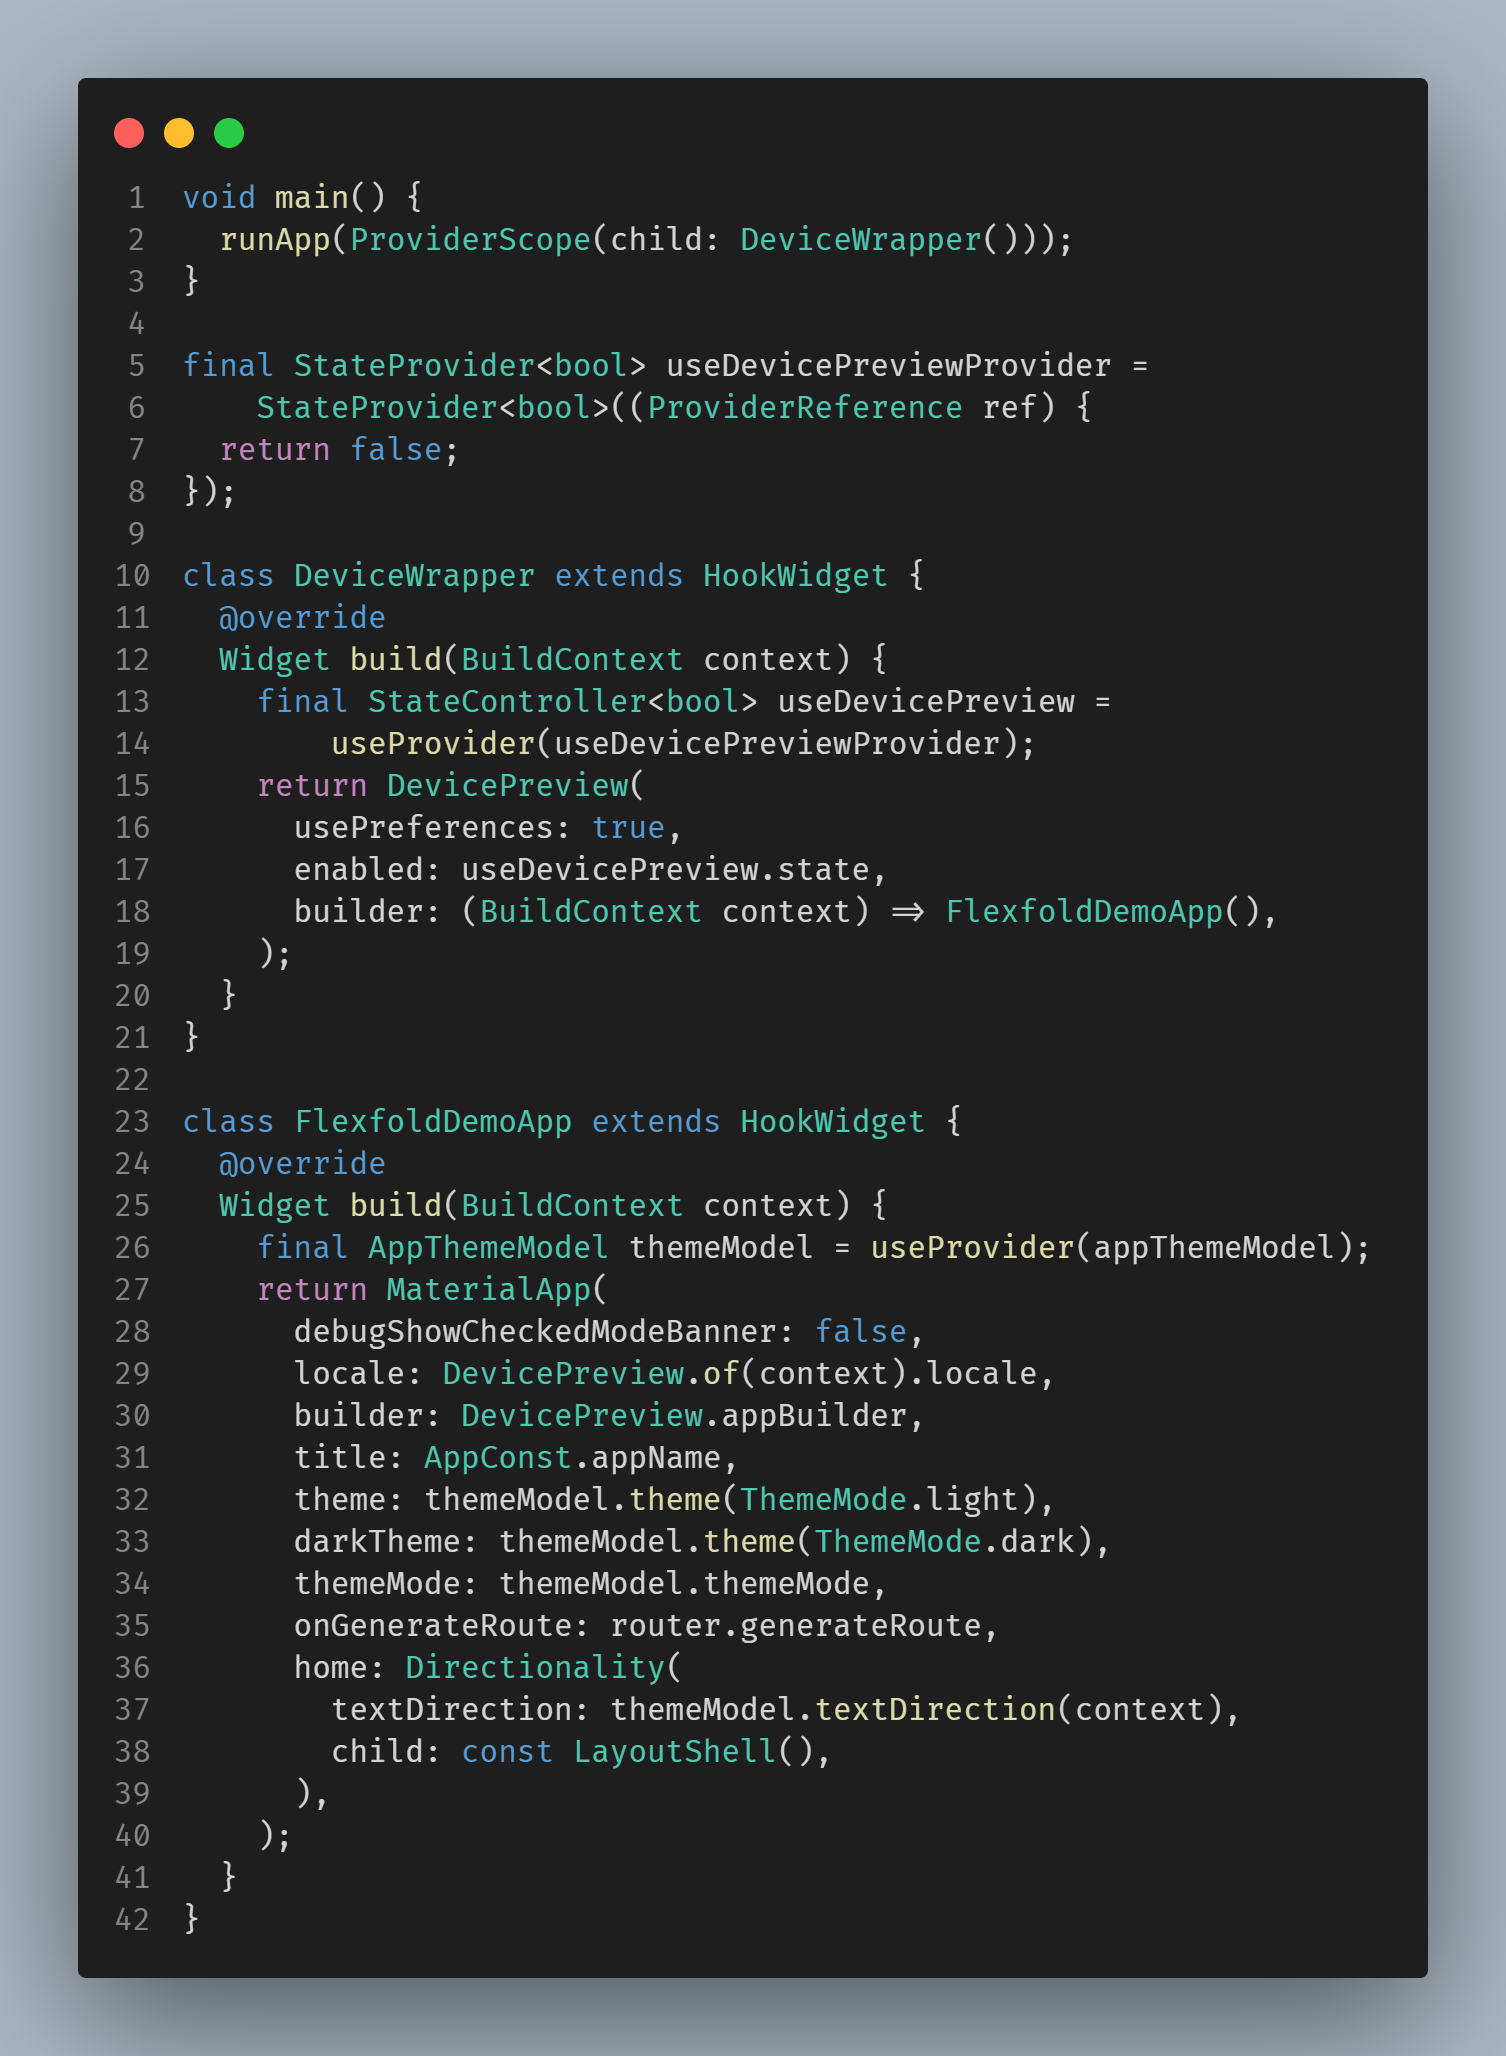 1 void main() {
2   runApp(ProviderScope(child: DeviceWrapper()));
3 }
4
5 final StateProvider<bool> useDevicePreviewProvider =
6     StateProvider<bool>((ProviderReference ref) {
7   return false;
8 });
9
10 class DeviceWrapper extends HookWidget {
11   @override
12   Widget build(BuildContext context) {
13     final StateController<bool> useDevicePreview =
14         useProvider(useDevicePreviewProvider);
15     return DevicePreview(
16       usePreferences: true,
17       enabled: useDevicePreview.state,
18       builder: (BuildContext context) => FlexfoldDemoApp(),
19     );
20   }
21 }
22
23 class FlexfoldDemoApp extends HookWidget {
24   @override
25   Widget build(BuildContext context) {
26     final AppThemeModel themeModel = useProvider(appThemeModel);
27     return MaterialApp(
28       debugShowCheckedModeBanner: false,
29       locale: DevicePreview.of(context).locale,
30       builder: DevicePreview.appBuilder,
31       title: AppConst.appName,
32       theme: themeModel.theme(ThemeMode.light),
33       darkTheme: themeModel.theme(ThemeMode.dark),
34       themeMode: themeModel.themeMode,
35       onGenerateRoute: router.generateRoute,
36       home: Directionality(
37         textDirection: themeModel.textDirection(context),
38         child: const LayoutShell(),
39       ),
40     );
41   }
42 }